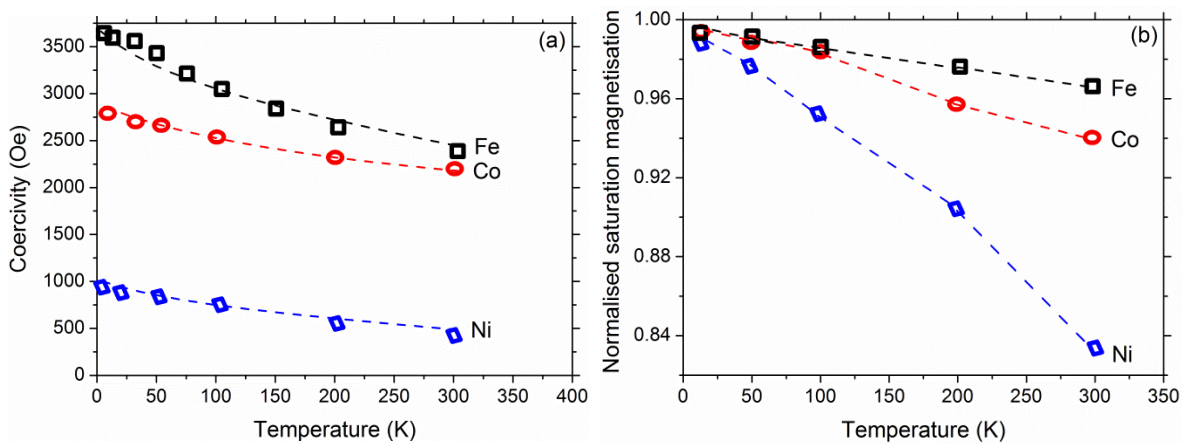 (a)
3500
3000
2500
2000
1500
1000
500
0
Coercivity (Oe)
Fe
Co
Ni
0 50 100 150 200 250 300 350 400
Temperature (K)
(b)
1.00
0.96
0.92
0.88
0.84
Normalised saturation magnetisation
Fe
Co
Ni
0 50 100 150 200 250 300 350
Temperature (K)